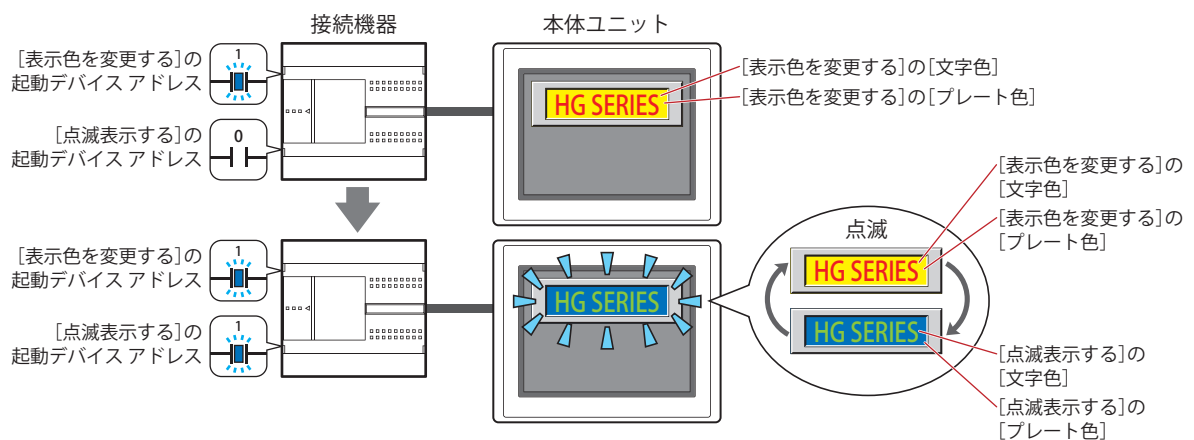 接続機器
本体ユニット
[表示色を変更する]の
起動デバイス アドレス
1
[点滅表示する]の
起動デバイス アドレス
0
HG SERIES
[表示色を変更する]の[文字色]
[表示色を変更する]の[プレート色]
[表示色を変更する]の
起動デバイス アドレス
1
[点滅表示する]の
起動デバイス アドレス
1
HG SERIES
点滅
HG SERIES
HG SERIES
[表示色を変更する]の
[文字色]
[表示色を変更する]の
[プレート色]
[点滅表示する]の
[文字色]
[点滅表示する]の
[プレート色]